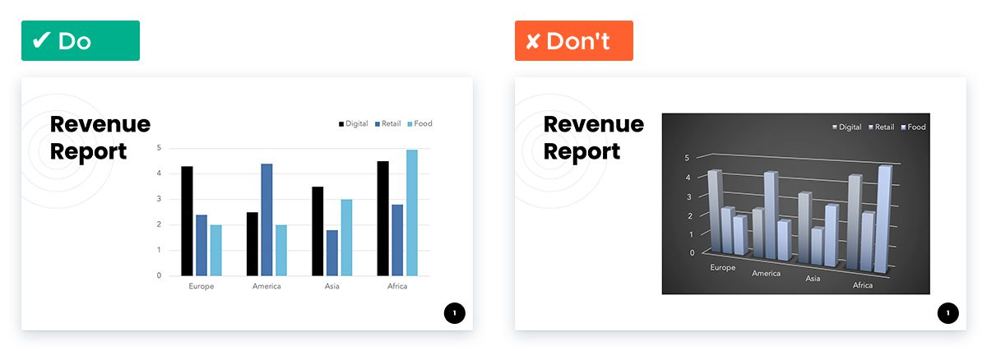 ✔ Do
✘ Don't
Revenue
Report
Digital Retail Food
5
4
3
2
1
0
Europe America Asia Africa
1
Revenue
Report
Digital Retail Food
5
4
3
2
1
0
Europe America Asia Africa
1